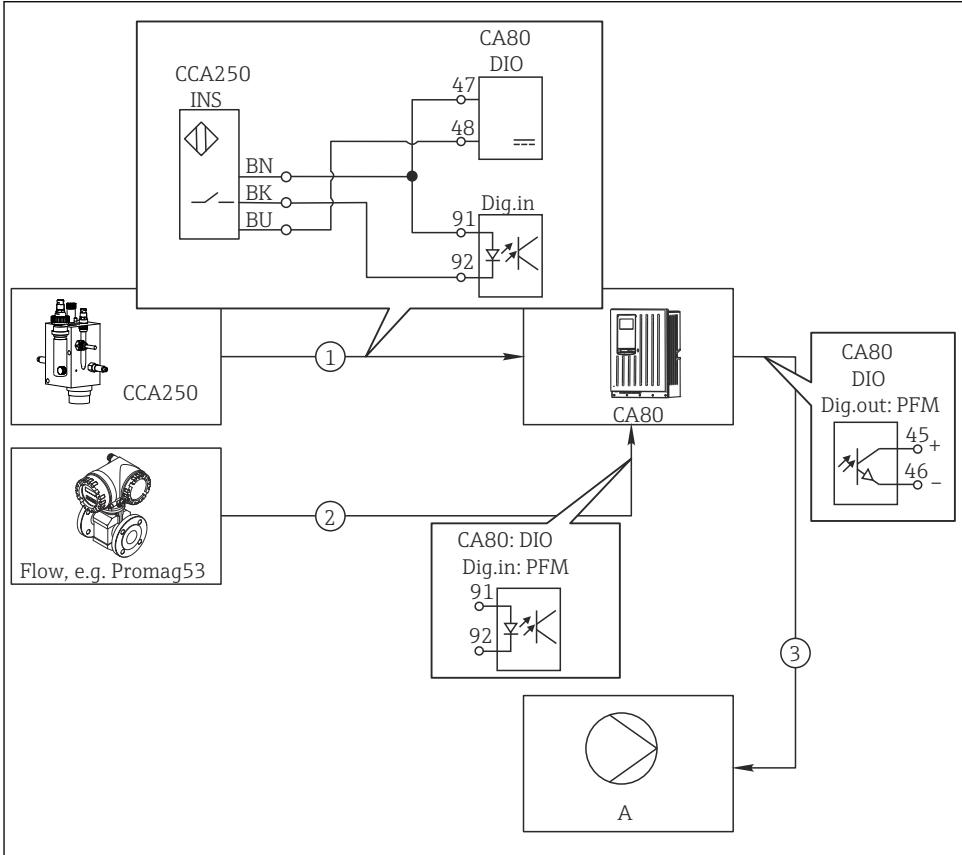 CCA250
INS
BN
BK
BU
CA80
DIO
47
48
Dig.in
91
92
CCA250
1
CA80
CA80
DIO
Dig.out: PFM
45
+
46
–
Flow, e.g. Promag53
2
CA80: DIO
Dig.in: PFM
91
92
3
A